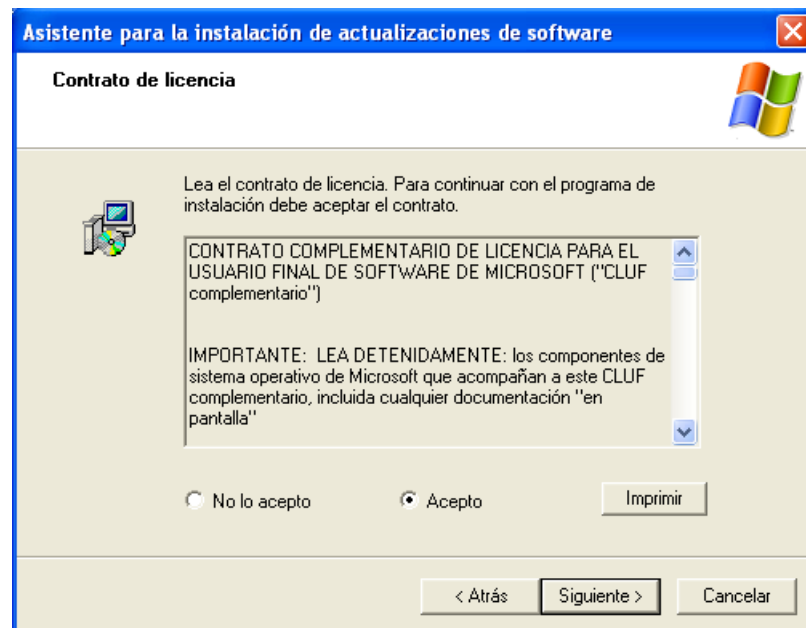 Asistente para la instalación de actualizaciones de software
Contrato de licencia
Lea el contrato de licencia. Para continuar con el programa de
instalación debe aceptar el contrato.
CONTRATO COMPLEMENTARIO DE LICENCIA PARA EL
USUARIO FINAL DE SOFTWARE DE MICROSOFT ("CLUF
complementario")
IMPORTANTE: LEA DETENIDAMENTE: los componentes de
sistema operativo de Microsoft que acompañan a este CLUF
complementario, incluida cualquier documentación "en
pantalla"
No lo acepto
Acepto
Imprimir
< Atrás
Siguiente >
Cancelar